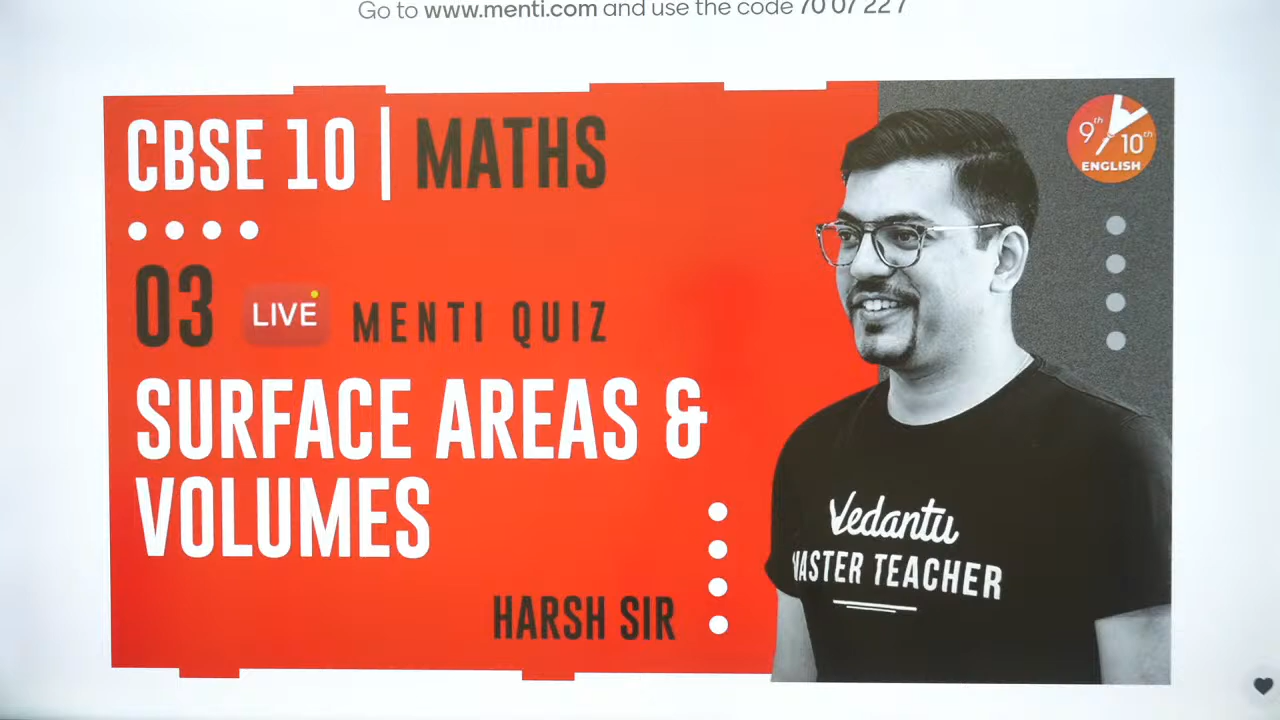 Go to www.menti.com and use the code 70 07 22 7
CBSE 10 | MATHS
9th 10th
ENGLISH
03 LIVE MENTI QUIZ
SURFACE AREAS &
VOLUMES
HARSH SIR
Vedantu
MASTER TEACHER